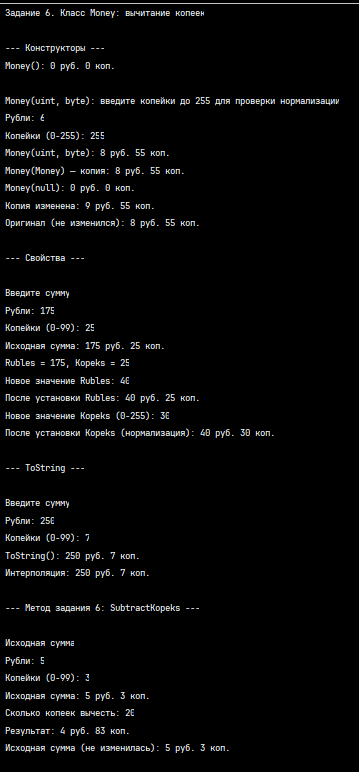 Задание 6. Класс Money: вычитание копеек
--- Конструкторы ---
Money(): 0 руб. 0 коп.
Money(uint, byte): введите копейки до 255 для проверки нормализации
Рубли: 6
Копейки (0-255): 255
Money(uint, byte): 8 руб. 55 коп.
Money(Money) — копия: 8 руб. 55 коп.
Money(null): 0 руб. 0 коп.
Копия изменена: 9 руб. 55 коп.
Оригинал (не изменился): 8 руб. 55 коп.
--- Свойства ---
Введите сумму
Рубли: 175
Копейки (0-99): 25
Исходная сумма: 175 руб. 25 коп.
Rubles = 175, Kopeks = 25
Новое значение Rubles: 40
После установки Rubles: 40 руб. 25 коп.
Новое значение Kopeks (0-255): 30
После установки Kopeks (нормализация): 40 руб. 30 коп.
--- ToString ---
Введите сумму
Рубли: 250
Копейки (0-99): 7
ToString(): 250 руб. 7 коп.
Интерполяция: 250 руб. 7 коп.
--- Метод задания 6: SubtractKopeks ---
Исходная сумма
Рубли: 5
Копейки (0-99): 3
Исходная сумма: 5 руб. 3 коп.
Сколько копеек вычесть: 20
Результат: 4 руб. 83 коп.
Исходная сумма (не изменилась): 5 руб. 3 коп.